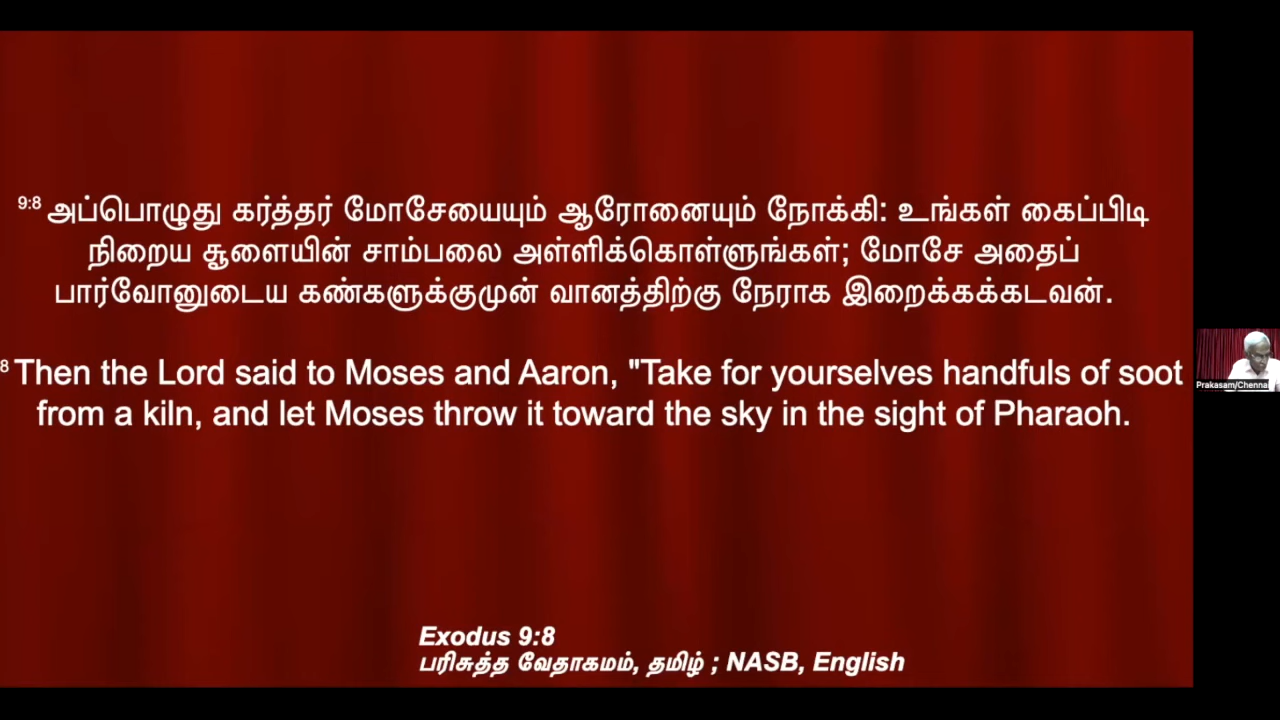 9:8 அப்பொழுது கர்த்தர் மோசேயையும் ஆரோனையும் நோக்கி: உங்கள் கைப்பிடி
நிறைய சூளையின் சாம்பலை அள்ளிக்கொள்ளுங்கள்; மோசே அதைப்
பார்வோனுடைய கண்களுக்குமுன் வானத்திற்கு நேராக இறைக்கக்கடவன்.
8 Then the Lord said to Moses and Aaron, "Take for yourselves handfuls of soot
from a kiln, and let Moses throw it toward the sky in the sight of Pharaoh.
Prakasam/Chennai
Exodus 9:8
பரிசுத்த வேதாகமம், தமிழ் ; NASB, English